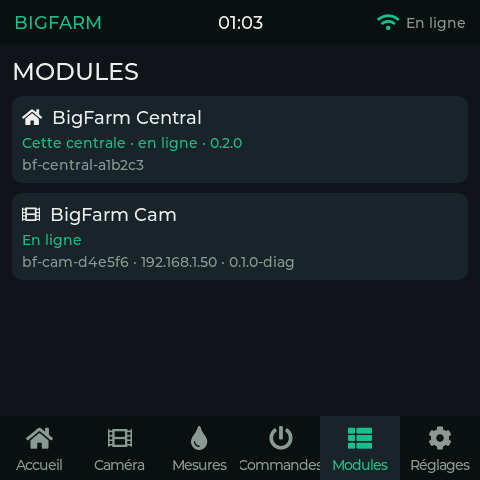 BIGFARM
01:03
En ligne
MODULES
BigFarm Central
Cette centrale · en ligne · 0.2.0
bf-central-a1b2c3
BigFarm Cam
En ligne
bf-cam-d4e5f6 · 192.168.1.50 · 0.1.0-diag
Accueil
Caméra
Mesures
Commandes
Modules
Réglages